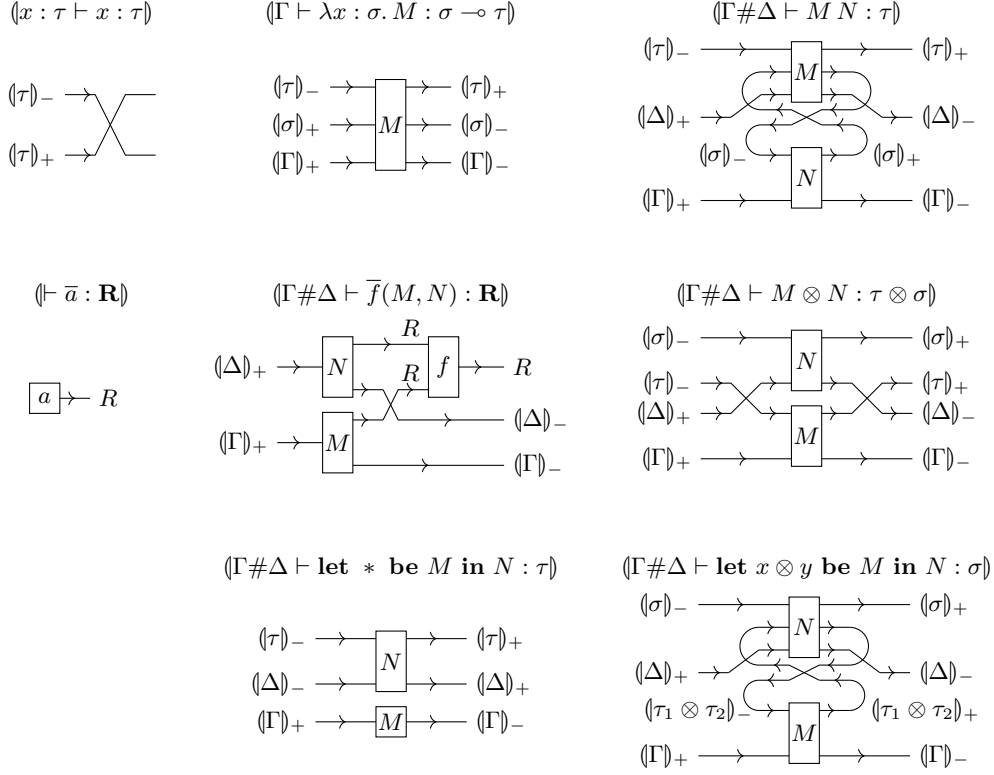 ⦇x : τ ⊢ x : τ⦈
⦇τ⦈₋
⦇τ⦈₊
⦇Γ ⊢ λx : σ. M : σ ⊸ τ⦈
⦇τ⦈₋ ⦇τ⦈₊
⦇σ⦈₊ M ⦇σ⦈₋
⦇Γ⦈₊ ⦇Γ⦈₋
⦇Γ#Δ ⊢ M N : τ⦈
⦇τ⦈₋ M ⦇τ⦈₊
⦇Δ⦈₊ ⦇Δ⦈₋
⦇σ⦈₋ ⦇σ⦈₊
N
⦇Γ⦈₊ ⦇Γ⦈₋
⦇⊢ a̅ : R⦈
a R
⦇Γ#Δ ⊢ f̅(M, N) : R⦈
R
⦇Δ⦈₊ N R f R
⦇Δ⦈₋
⦇Γ⦈₊ M
⦇Γ⦈₋
⦇Γ#Δ ⊢ M ⊗ N : τ ⊗ σ⦈
⦇σ⦈₋ ⦇σ⦈₊
N
⦇τ⦈₋ ⦇τ⦈₊
⦇Δ⦈₊ ⦇Δ⦈₋
M
⦇Γ⦈₊ ⦇Γ⦈₋
⦇Γ#Δ ⊢ let ∗ be M in N : τ⦈
⦇τ⦈₋ ⦇τ⦈₊
N
⦇Δ⦈₋ ⦇Δ⦈₊
⦇Γ⦈₊ M ⦇Γ⦈₋
⦇Γ#Δ ⊢ let x ⊗ y be M in N : σ⦈
⦇σ⦈₋ ⦇σ⦈₊
N
⦇Δ⦈₊ ⦇Δ⦈₋
⦇τ₁ ⊗ τ₂⦈₋ ⦇τ₁ ⊗ τ₂⦈₊
M
⦇Γ⦈₊ ⦇Γ⦈₋